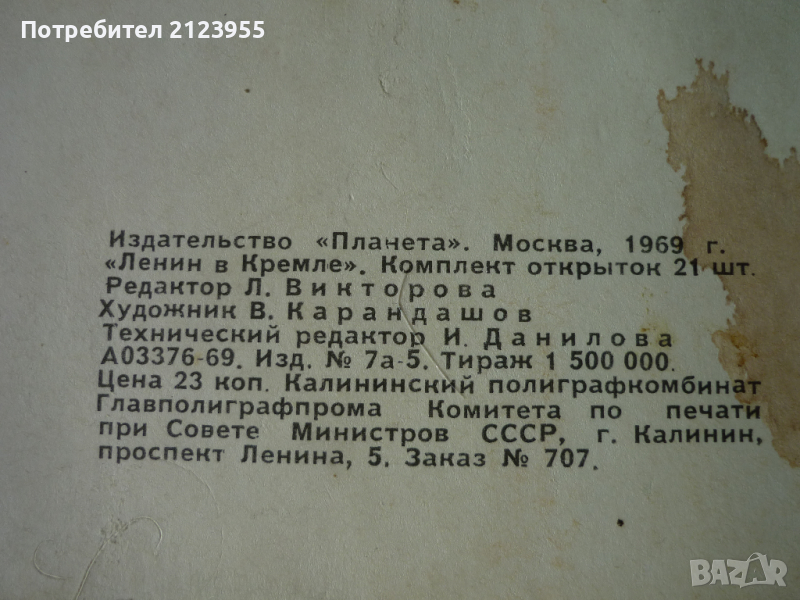 Потребител 2123955
Издательство «Планета». Москва, 1969 г.
«Ленин в Кремле». Комплект открыток 21 шт.
Редактор Л. Викторова
Художник В. Карандашов
Технический редактор И. Данилова
А03376-69. Изд. № 7а-5. Тираж 1 500 000.
Цена 23 коп. Калининский полиграфкомбинат
Главполиграфпрома Комитета по печати
при Совете Министров СССР, г. Калинин,
проспект Ленина, 5. Заказ № 707.
BAZAR